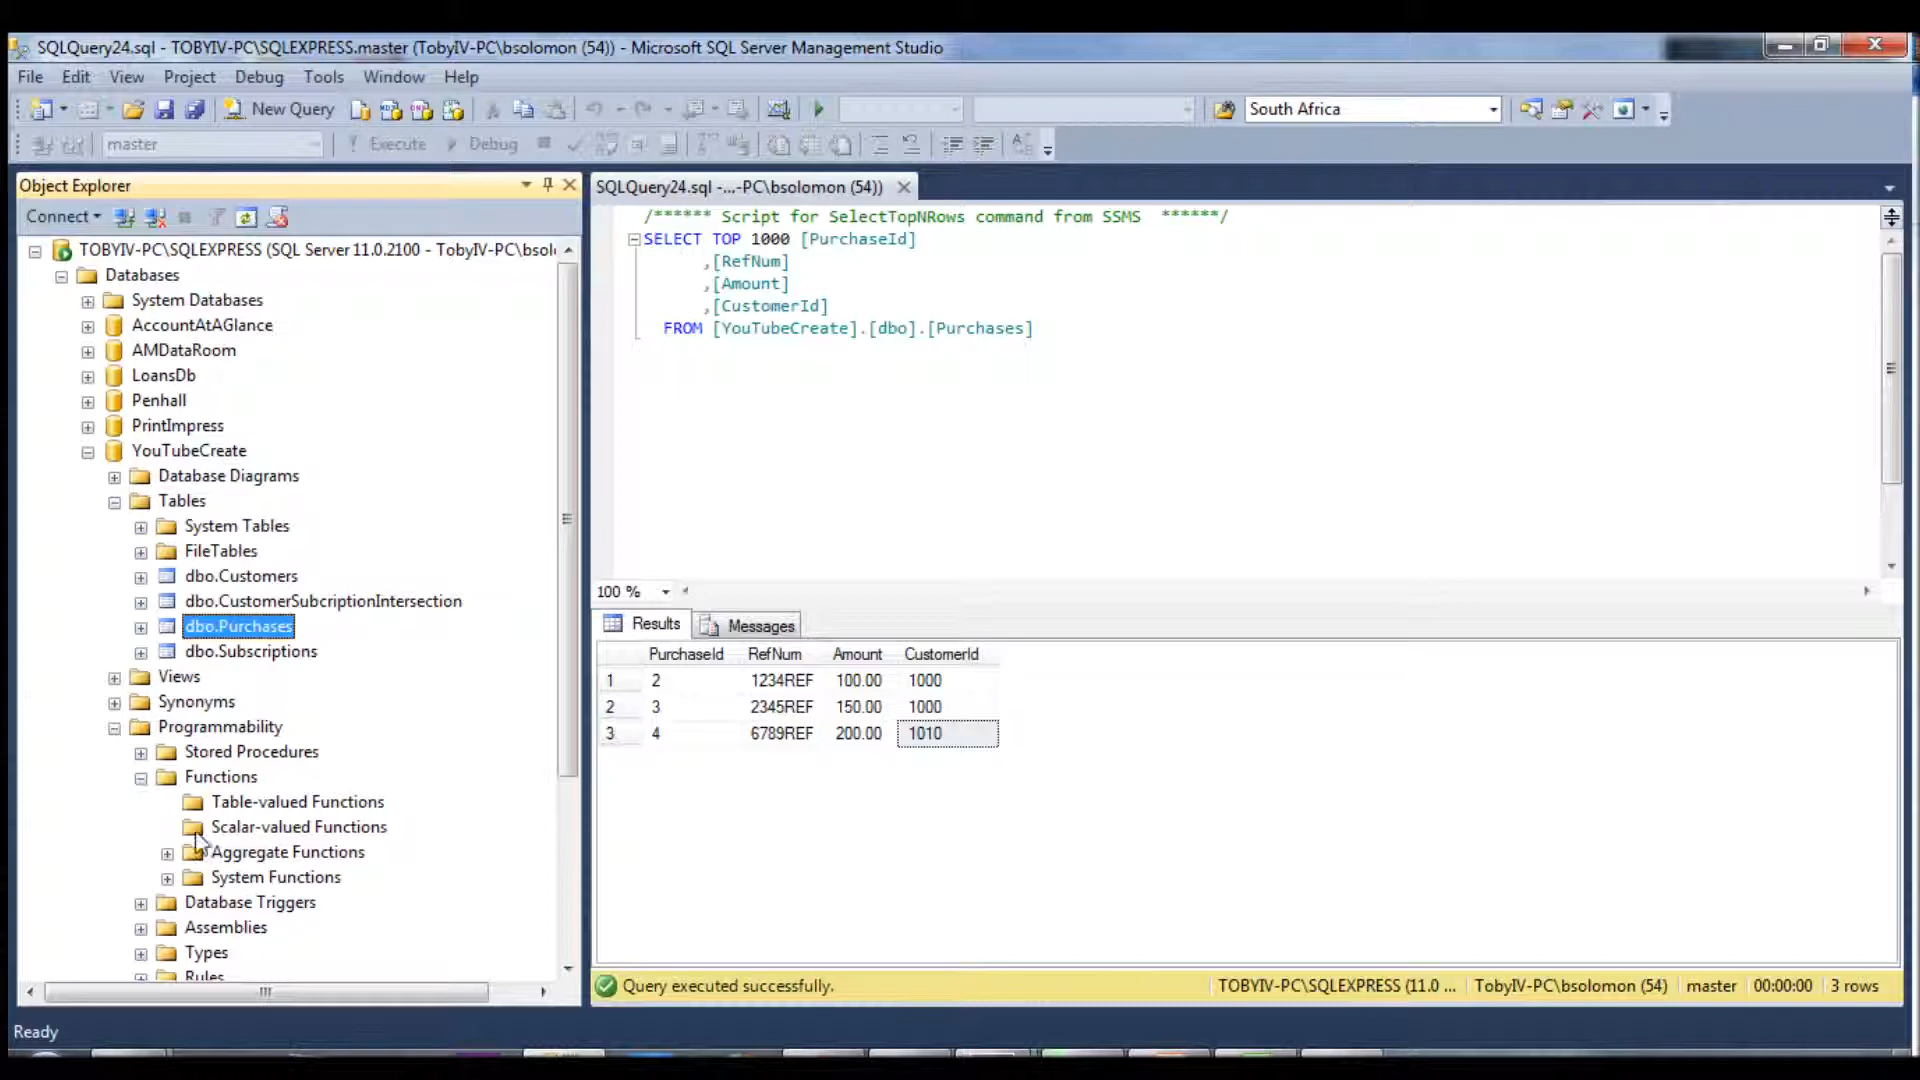 SQLQuery24.sql - TOBYIV-PC\SQLEXPRESS.master (TobyIV-PC\bsolomon (54)) - Microsoft SQL Server Management Studio
File Edit View Project Debug Tools Window Help
New Query South Africa
master Execute Debug
Object Explorer
SQLQuery24.sql -...-PC\bsolomon (54))
Connect
TOBYIV-PC\SQLEXPRESS (SQL Server 11.0.2100 - TobyIV-PC\bsol
Databases
System Databases
AccountAtAGlance
AMDataRoom
LoansDb
Penhall
PrintImpress
YouTubeCreate
Database Diagrams
Tables
System Tables
FileTables
dbo.Customers
dbo.CustomerSubcriptionIntersection
dbo.Purchases
dbo.Subscriptions
Views
Synonyms
Programmability
Stored Procedures
Functions
Table-valued Functions
Scalar-valued Functions
Aggregate Functions
System Functions
Database Triggers
Assemblies
Types
Rules
/****** Script for SelectTopNRows command from SSMS ******/
SELECT TOP 1000 [PurchaseId]
,[RefNum]
,[Amount]
,[CustomerId]
FROM [YouTubeCreate].[dbo].[Purchases]
100 %
Results Messages
PurchaseId RefNum Amount CustomerId
1 2 1234REF 100.00 1000
2 3 2345REF 150.00 1000
3 4 6789REF 200.00 1010
Query executed successfully. TOBYIV-PC\SQLEXPRESS (11.0 ... TobyIV-PC\bsolomon (54) master 00:00:00 3 rows
Ready